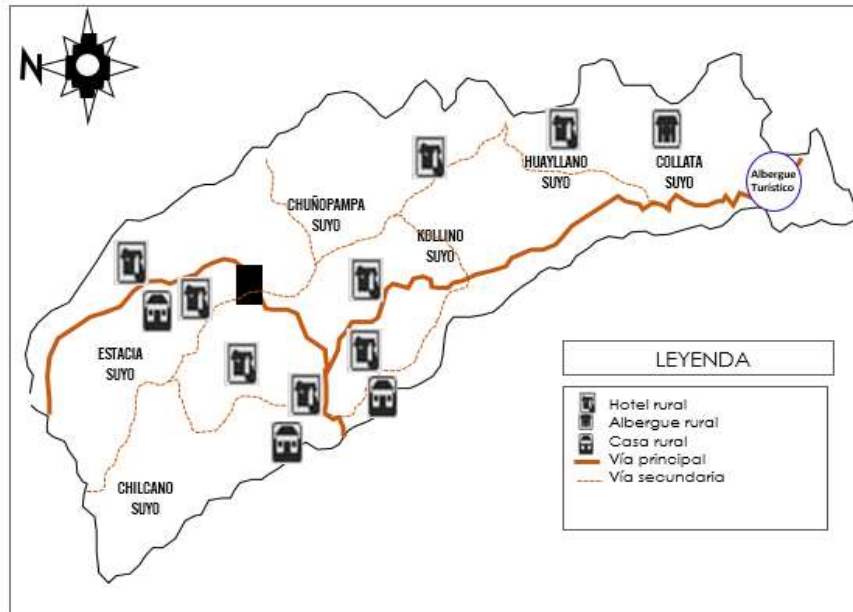 N
HUAYLLANO
SUYO
COLLATA
SUYO
Albergue
Turístico
CHUÑOPAMPA
SUYO
KOLLINO
SUYO
ESTACIA
SUYO
CHILCANO
SUYO
LEYENDA
Hotel rural
Albergue rural
Casa rural
Vía principal
Vía secundaria